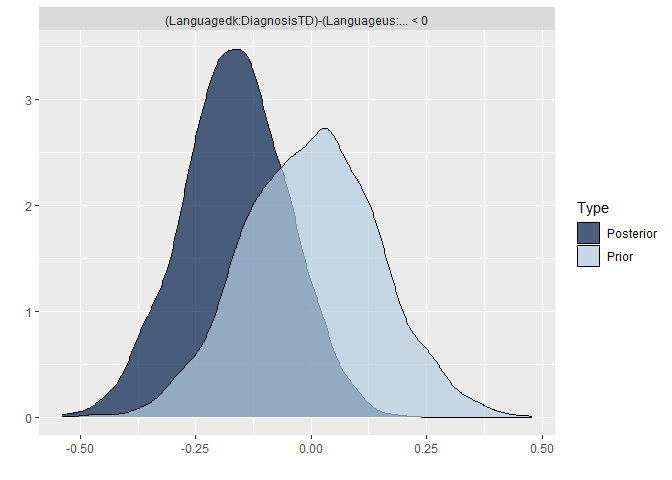 (Languagedk:DiagnosisTD)-(Languageus:... < 0
3
2
1
0
-0.50
-0.25
0.00
0.25
0.50
Type
Posterior
Prior